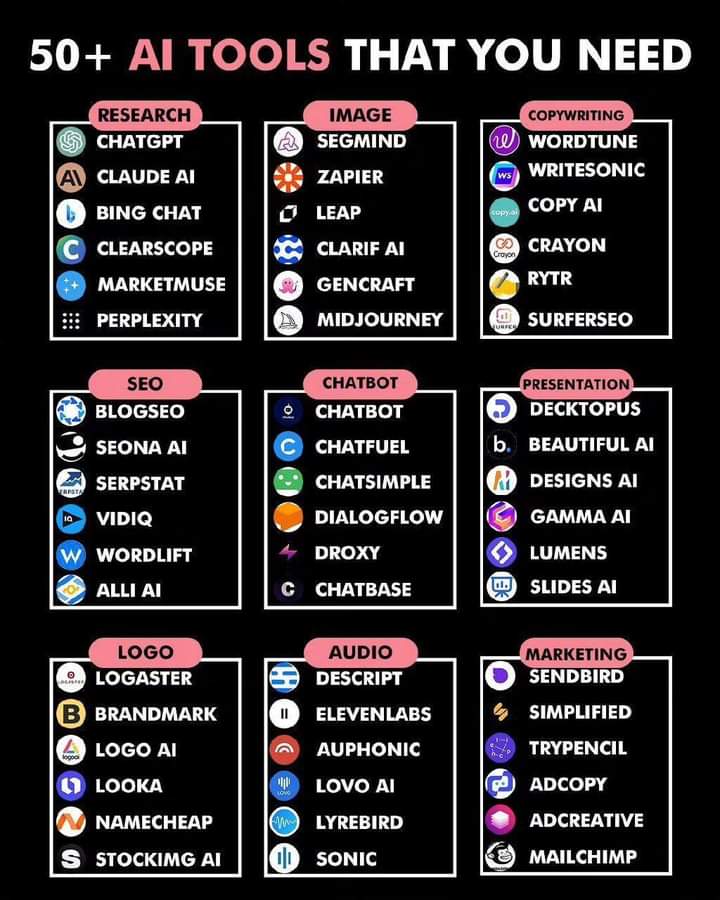 50+ AI TOOLS THAT YOU NEED
RESEARCH
CHATGPT
CLAUDE AI
BING CHAT
CLEARSCOPE
MARKETMUSE
PERPLEXITY
IMAGE
SEGMIND
ZAPIER
LEAP
CLARIF AI
GENCRAFT
MIDJOURNEY
COPYWRITING
WORDTUNE
WS WRITESONIC
copy.ai COPY AI
Crayon CRAYON
RYTR
SURFER SURFERSEO
SEO
BLOGSEO
SEONA AI
SERPSTAT
IQ VIDIQ
W WORDLIFT
ALLI AI
CHATBOT
CHATBOT
C CHATFUEL
CHATSIMPLE
DIALOGFLOW
DROXY
C CHATBASE
PRESENTATION
DECKTOPUS
b. BEAUTIFUL AI
DESIGNS AI
GAMMA AI
LUMENS
SLIDES AI
LOGO
LOGASTER
B BRANDMARK
logoai LOGO AI
LOOKA
NAMECHEAP
S STOCKIMG AI
AUDIO
DESCRIPT
II ELEVENLABS
AUPHONIC
LOVO LOVO AI
LYREBIRD
SONIC
MARKETING
SENDBIRD
SIMPLIFIED
TRYPENCIL
ADCOPY
ADCREATIVE
MAILCHIMP